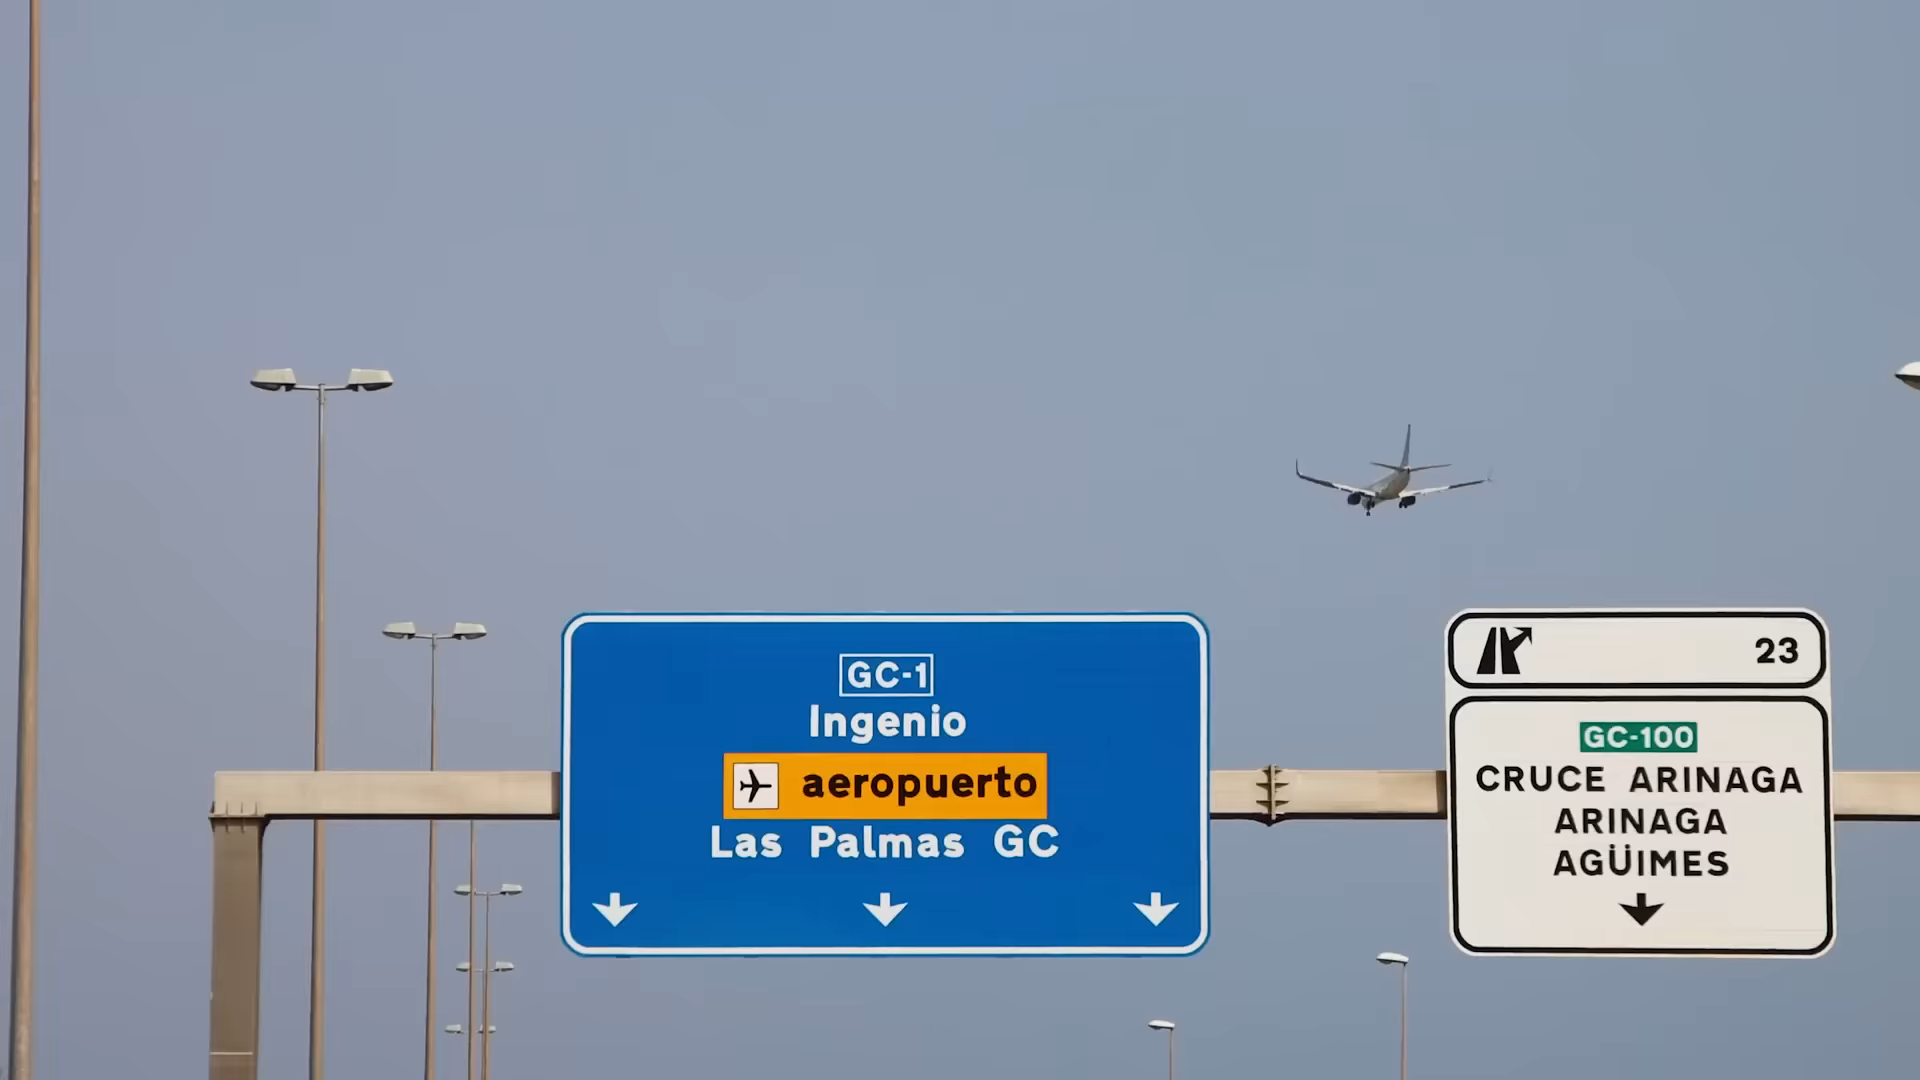 GC-1
Ingenio
aeropuerto
Las Palmas GC
23
GC-100
CRUCE ARINAGA
ARINAGA
AGÜIMES